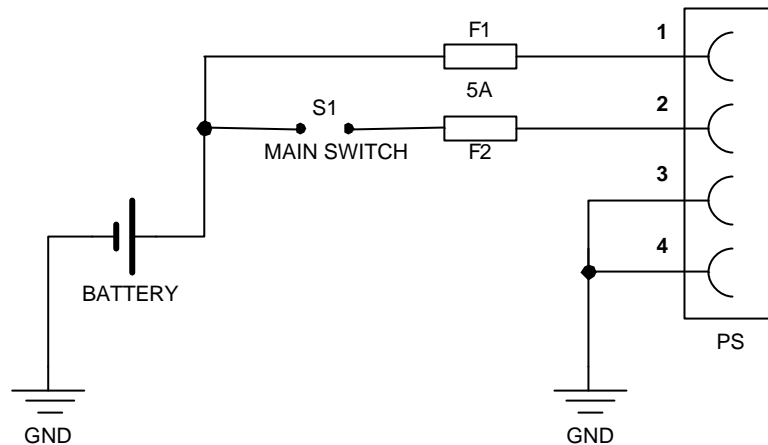 F1
1
5A
S1
2
MAIN SWITCH
F2
3
4
BATTERY
PS
GND
GND